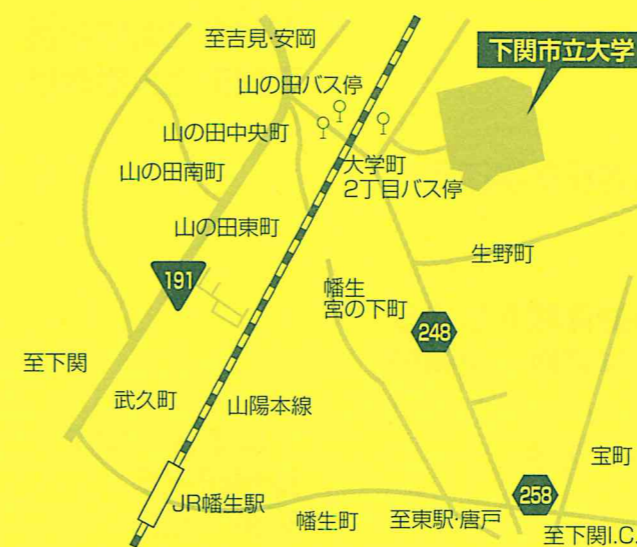 至吉見・安岡
下関市立大学
山の田バス停
山の田中央町
大学町
2丁目バス停
山の田南町
山の田東町
生野町
191
幡生
宮の下町
248
至下関
武久町
山陽本線
宝町
258
JR幡生駅
幡生町
至東駅・唐戸
至下関I.C.